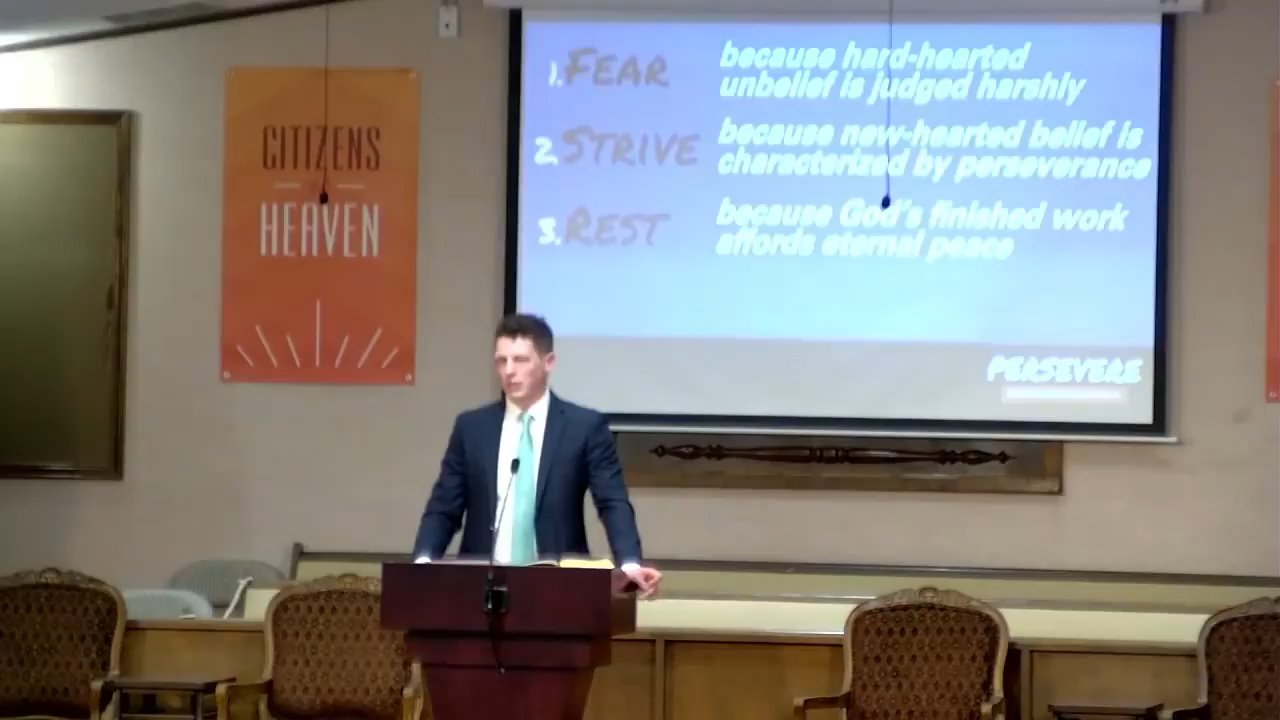 CITIZENS
HEAVEN
1. FEAR because hard-hearted
unbelief is judged harshly
2. STRIVE because new-hearted belief is
characterized by perseverance
3. REST because God's finished work
affords eternal peace
PERSEVERE